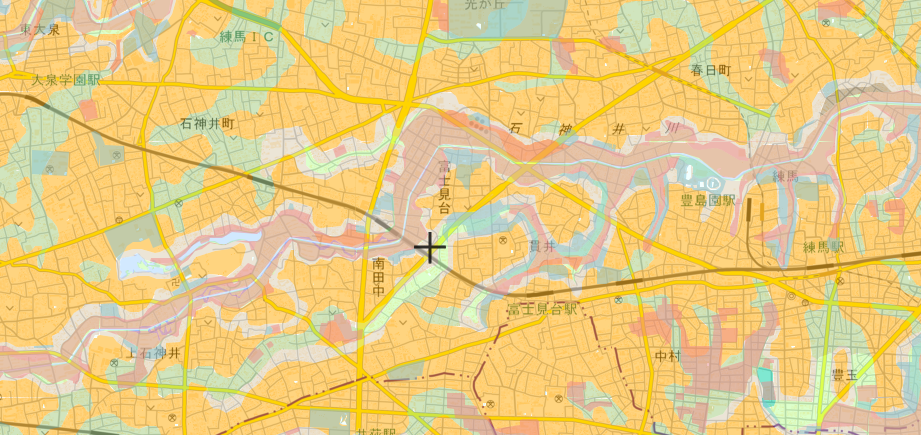 光が丘
東大泉
練馬ＩＣ
大泉学園駅
春日町
石神井町
石神井川
富士見台
練馬
豊島園駅
貫井
練馬駅
南田中
富士見台駅
上石神井
中村
豊玉
井荻駅